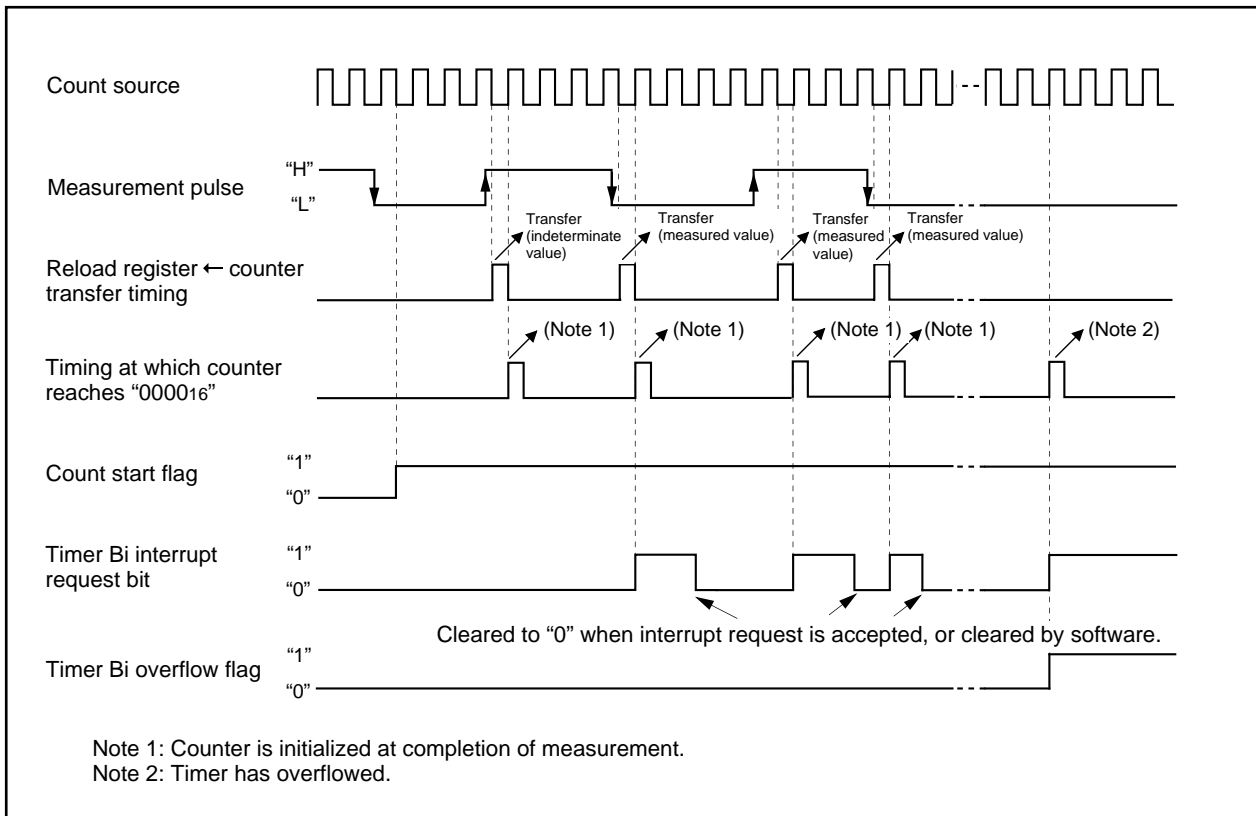 Count source
Measurement pulse
“H”
“L”
Transfer
(indeterminate
value)
Transfer
(measured value)
Transfer
(measured
value)
Transfer
(measured value)
Reload register ← counter
transfer timing
(Note 1)
(Note 1)
(Note 1)
(Note 1)
(Note 2)
Timing at which counter
reaches “000016”
Count start flag
“1”
“0”
Timer Bi interrupt
request bit
“1”
“0”
Cleared to “0” when interrupt request is accepted, or cleared by software.
Timer Bi overflow flag
“1”
“0”
Note 1: Counter is initialized at completion of measurement.
Note 2: Timer has overflowed.